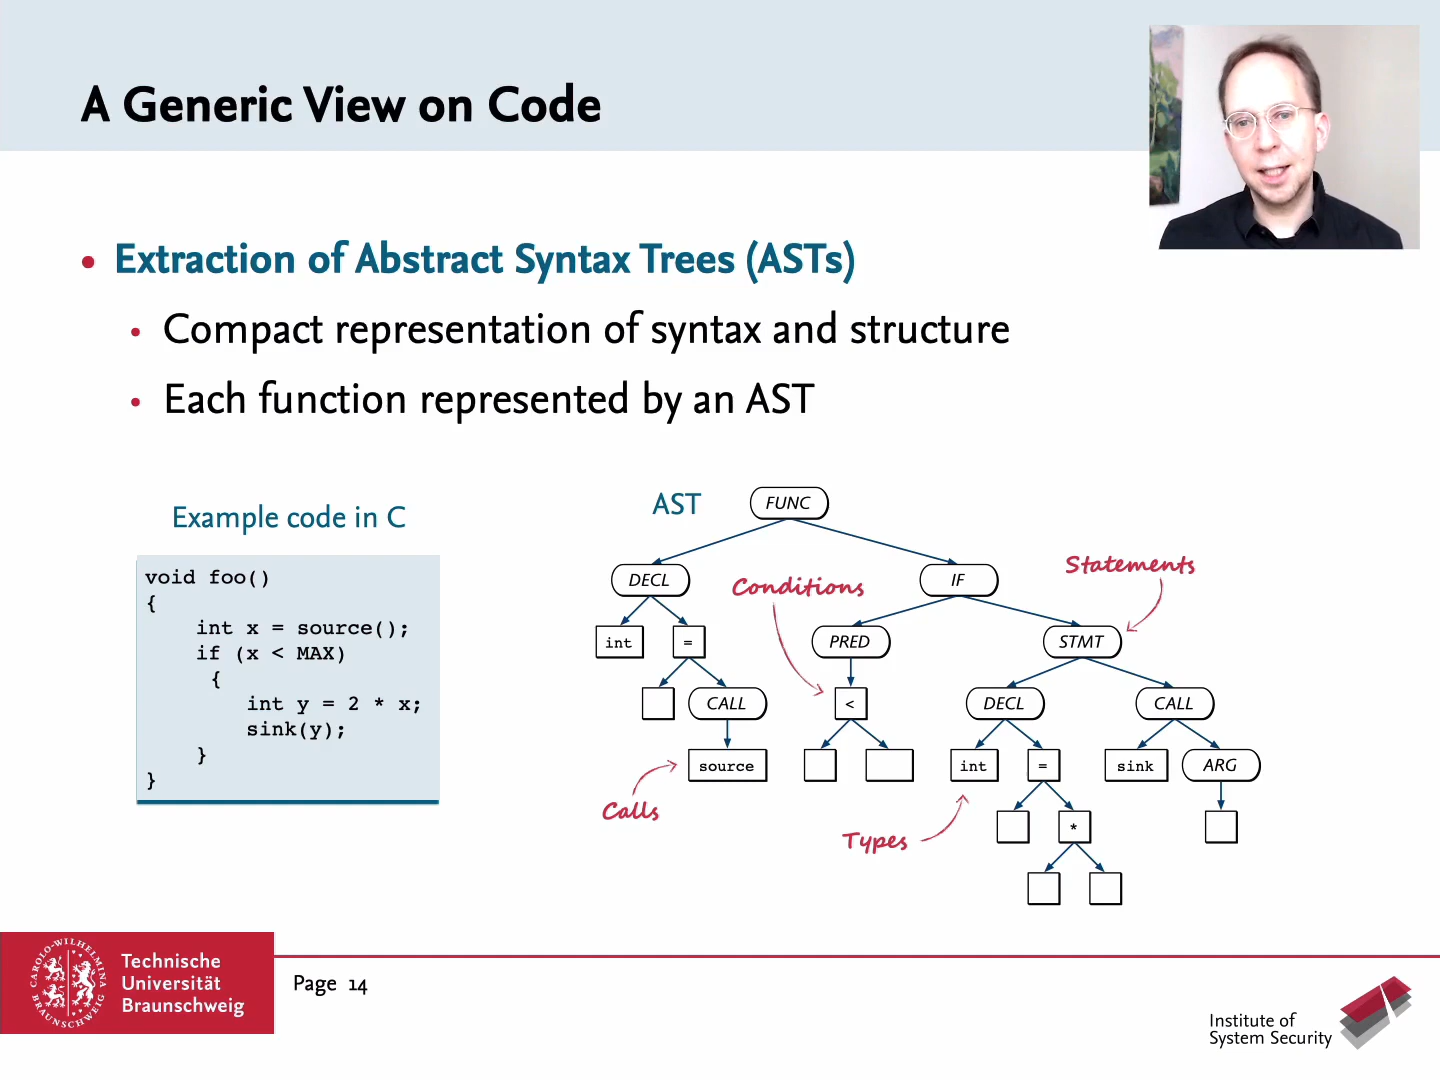 A Generic View on Code
• Extraction of Abstract Syntax Trees (ASTs)
• Compact representation of syntax and structure
• Each function represented by an AST
Example code in C
void foo()
{
    int x = source();
    if (x < MAX)
     {
        int y = 2 * x;
        sink(y);
    }
}
AST
FUNC
DECL
Conditions
IF
Statements
int
=
PRED
STMT
CALL
<
DECL
CALL
source
int
=
sink
ARG
Calls
Types
*
CAROLO-WILHELMINA
BRAUNSCHWEIG
Technische
Universität
Braunschweig
Page 14
Institute of
System Security